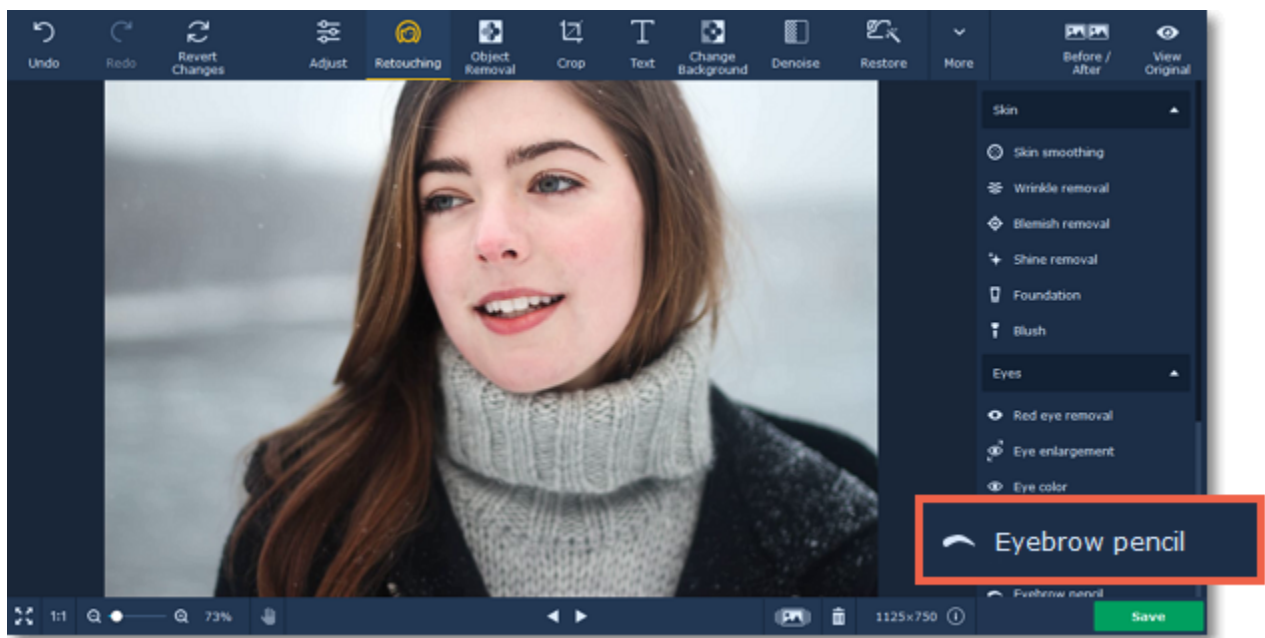 Undo
Redo
Revert
Changes
Adjust
Retouching
Object
Removal
Crop
Text
Change
Background
Denoise
Restore
More
Before /
After
View
Original
Skin
Skin smoothing
Wrinkle removal
Blemish removal
Shine removal
Foundation
Blush
Eyes
Red eye removal
Eye enlargement
Eye color
Eyebrow pencil
Eyebrow pencil
1:1
73%
1125×750
Save